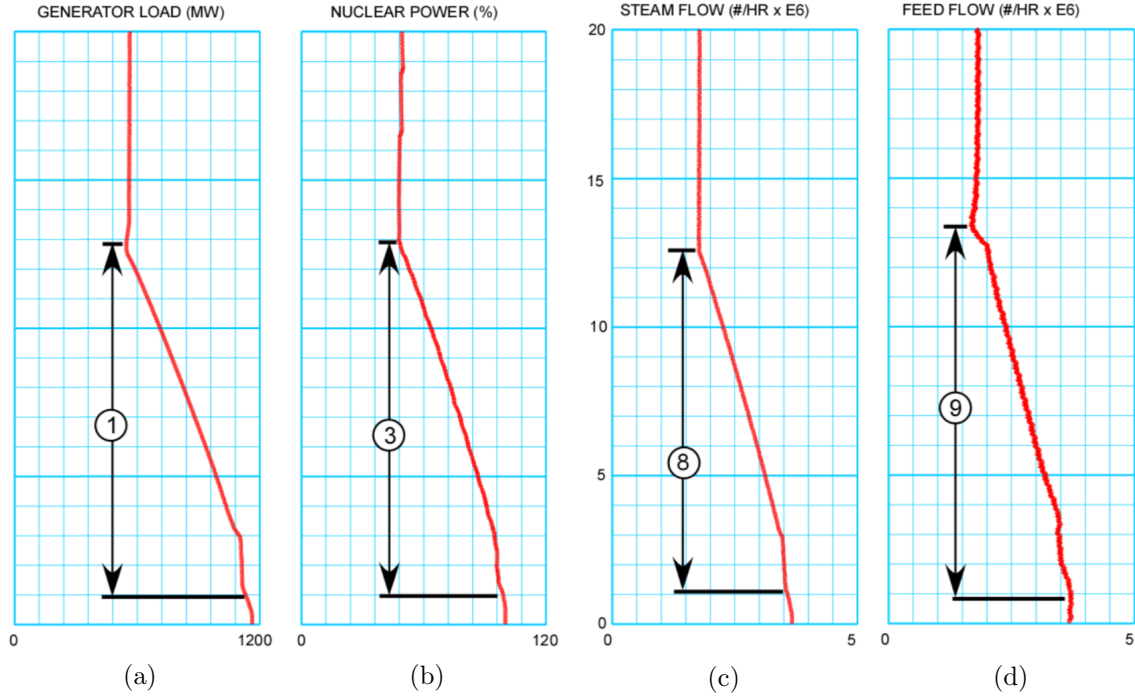 GENERATOR LOAD (MW)
NUCLEAR POWER (%)
STEAM FLOW (#/HR x E6)
FEED FLOW (#/HR x E6)
20
15
10
5
0
1
3
8
9
0 1200
0 120
0 5
0 5
(a)
(b)
(c)
(d)